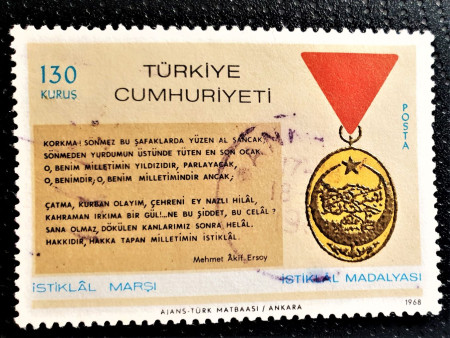 130
KURUŞ
TÜRKİYE
CUMHURİYETİ
POSTA
KORKMA! SÖNMEZ BU ŞAFAKLARDA YÜZEN AL SANCAK;
SÖNMEDEN YURDUMUN ÜSTÜNDE TÜTEN EN SON OCAK.
O, BENİM MİLLETİMİN YILDIZIDIR, PARLAYACAK,
O, BENİMDİR, O, BENİM MİLLETİMİNDİR ANCAK;
ÇATMA, KURBAN OLAYIM, ÇEHRENİ EY NAZLI HİLÂL,
KAHRAMAN IRKIMA BİR GÜL!...NE BU ŞİDDET, BU CELÂL?
SANA OLMAZ, DÖKÜLEN KANLARIMIZ SONRA, HELÂL.
HAKKIDIR, HAKKA TAPAN MİLLETİMİN İSTİKLÂL.
Mehmet Âkif Ersoy
İSTİKLÂL MARŞI
İSTİKLÂL MADALYASI
AJANS-TÜRK MATBAASI / ANKARA
1968